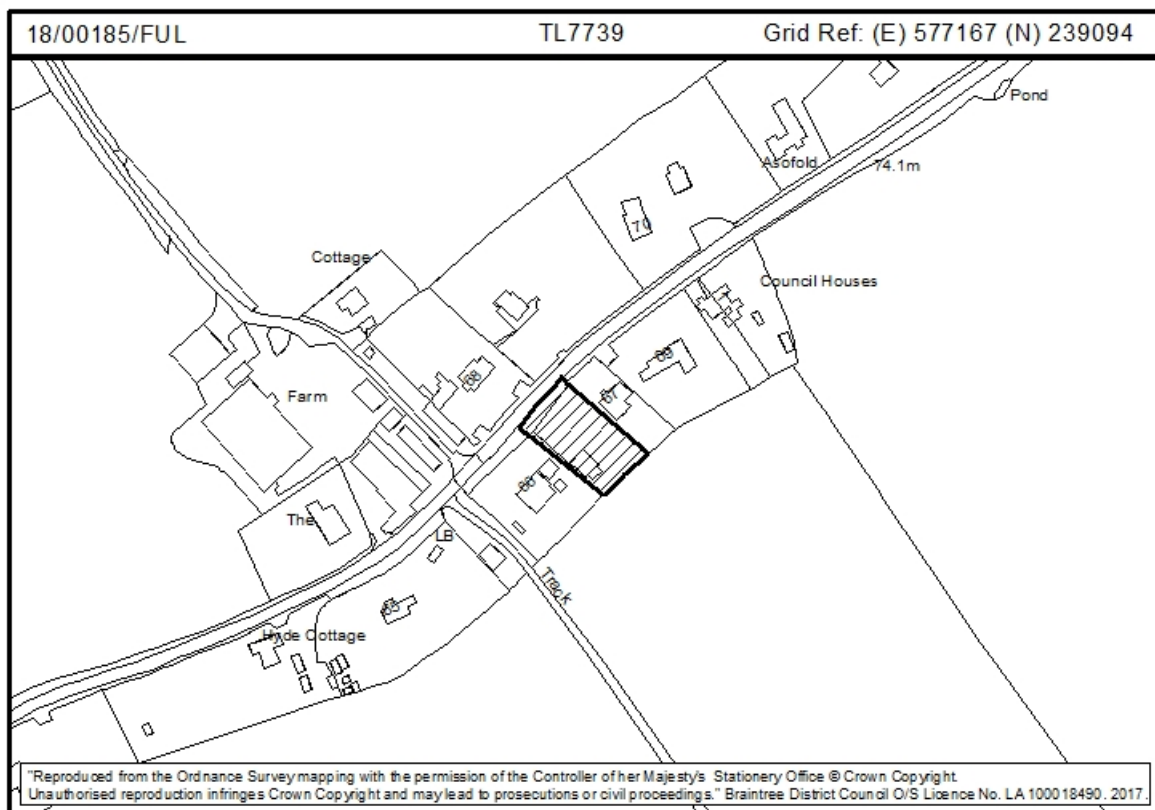 18/00185/FUL TL7739 Grid Ref: (E) 577167 (N) 239094
Pond
Asofold
74.1m
70
Cottage
Council Houses
69
68
67
Farm
66
The
LB
Track
65
Hyde Cottage
"Reproduced from the Ordnance Survey mapping with the permission of the Controller of her Majesty's Stationery Office © Crown Copyright.
Unauthorised reproduction infringes Crown Copyright and may lead to prosecutions or civil proceedings." Braintree District Council O/S Licence No. LA 100018490. 2017.